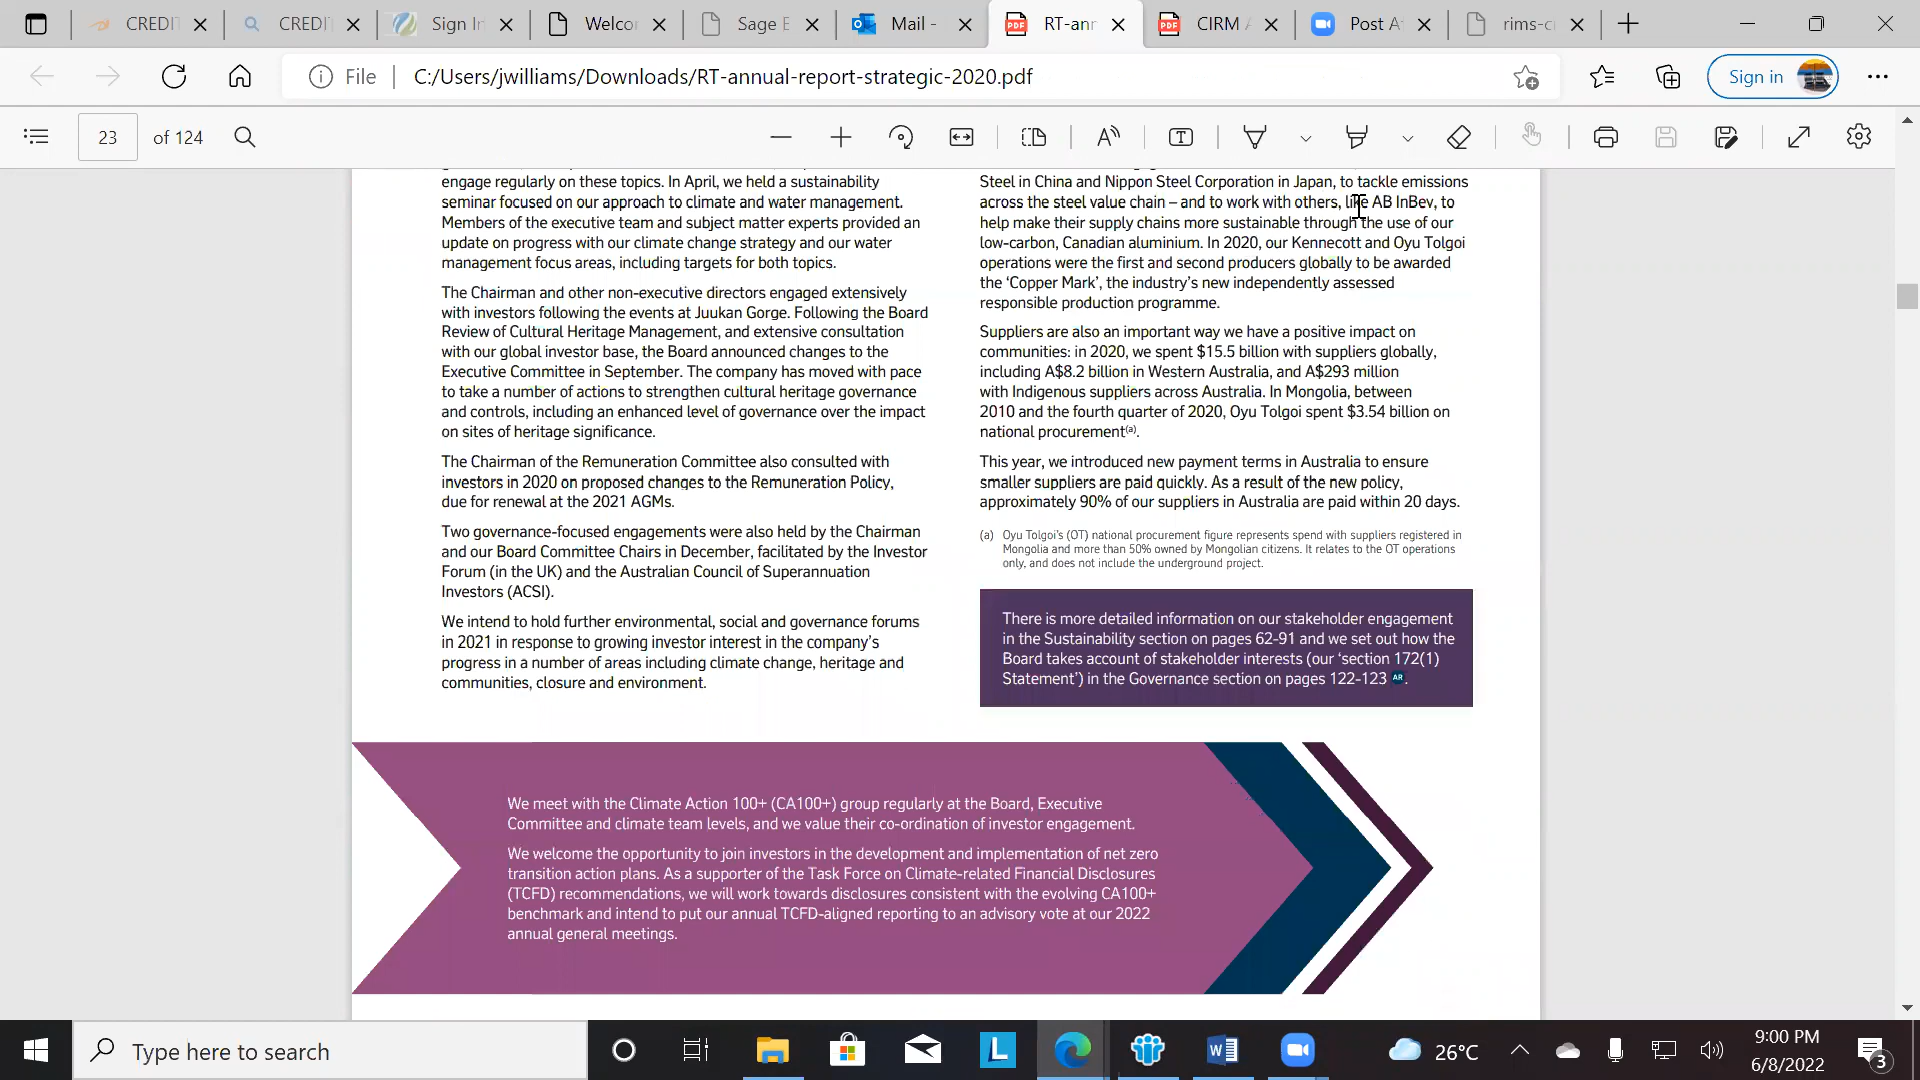 CREDIT
CREDIT
Sign In
Welco
Sage E
Mail -
RT-ann
CIRM A
Post A
rims-c
File
C:/Users/jwilliams/Downloads/RT-annual-report-strategic-2020.pdf
Sign in
23
of 124
engage regularly on these topics. In April, we held a sustainability
seminar focused on our approach to climate and water management.
Members of the executive team and subject matter experts provided an
update on progress with our climate change strategy and our water
management focus areas, including targets for both topics.
The Chairman and other non-executive directors engaged extensively
with investors following the events at Juukan Gorge. Following the Board
Review of Cultural Heritage Management, and extensive consultation
with our global investor base, the Board announced changes to the
Executive Committee in September. The company has moved with pace
to take a number of actions to strengthen cultural heritage governance
and controls, including an enhanced level of governance over the impact
on sites of heritage significance.
The Chairman of the Remuneration Committee also consulted with
investors in 2020 on proposed changes to the Remuneration Policy,
due for renewal at the 2021 AGMs.
Two governance-focused engagements were also held by the Chairman
and our Board Committee Chairs in December, facilitated by the Investor
Forum (in the UK) and the Australian Council of Superannuation
Investors (ACSI).
We intend to hold further environmental, social and governance forums
in 2021 in response to growing investor interest in the company's
progress in a number of areas including climate change, heritage and
communities, closure and environment.
Steel in China and Nippon Steel Corporation in Japan, to tackle emissions
across the steel value chain – and to work with others, like AB InBev, to
help make their supply chains more sustainable through the use of our
low-carbon, Canadian aluminium. In 2020, our Kennecott and Oyu Tolgoi
operations were the first and second producers globally to be awarded
the 'Copper Mark', the industry's new independently assessed
responsible production programme.
Suppliers are also an important way we have a positive impact on
communities: in 2020, we spent $15.5 billion with suppliers globally,
including A$8.2 billion in Western Australia, and A$293 million
with Indigenous suppliers across Australia. In Mongolia, between
2010 and the fourth quarter of 2020, Oyu Tolgoi spent $3.54 billion on
national procurement(a).
This year, we introduced new payment terms in Australia to ensure
smaller suppliers are paid quickly. As a result of the new policy,
approximately 90% of our suppliers in Australia are paid within 20 days.
(a) Oyu Tolgoi's (OT) national procurement figure represents spend with suppliers registered in
Mongolia and more than 50% owned by Mongolian citizens. It relates to the OT operations
only, and does not include the underground project.
There is more detailed information on our stakeholder engagement
in the Sustainability section on pages 62-91 and we set out how the
Board takes account of stakeholder interests (our 'section 172(1)
Statement') in the Governance section on pages 122-123 AR.
We meet with the Climate Action 100+ (CA100+) group regularly at the Board, Executive
Committee and climate team levels, and we value their co-ordination of investor engagement.
We welcome the opportunity to join investors in the development and implementation of net zero
transition action plans. As a supporter of the Task Force on Climate-related Financial Disclosures
(TCFD) recommendations, we will work towards disclosures consistent with the evolving CA100+
benchmark and intend to put our annual TCFD-aligned reporting to an advisory vote at our 2022
annual general meetings.
Type here to search
26°C
9:00 PM
6/8/2022
3